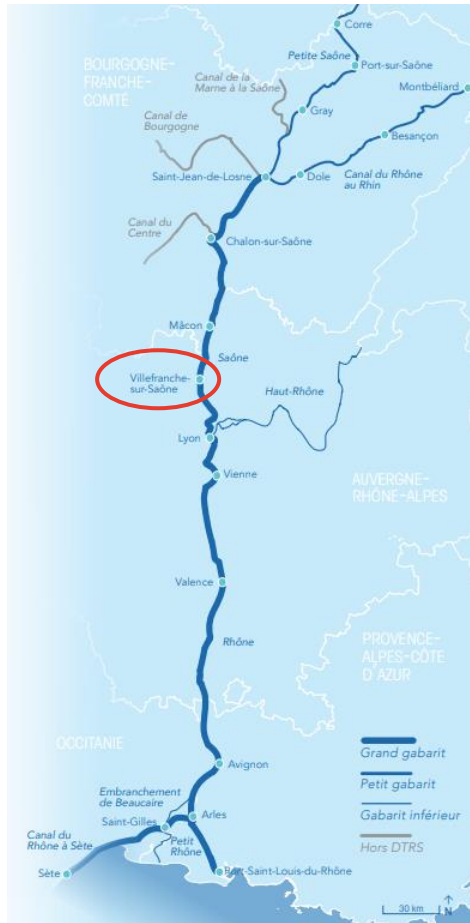 Corre
Petite Saône
Port-sur-Saône
BOURGOGNE-
FRANCHE-
COMTÉ
Canal de la
Marne à la Saône
Montbéliard
Gray
Canal de
Bourgogne
Besançon
Saint-Jean-de-Losne
Dole
Canal du Rhône
au Rhin
Canal du
Centre
Chalon-sur-Saône
Mâcon
Saône
Villefranche-
sur-Saône
Haut-Rhône
Lyon
Vienne
AUVERGNE-
RHÔNE-ALPES
Valence
Rhône
PROVENCE-
ALPES-CÔTE
D'AZUR
OCCITANIE
Grand gabarit
Avignon
Petit gabarit
Embranchement
de Beaucaire
Gabarit inférieur
Saint-Gilles
Arles
Canal du
Rhône à Sète
Petit
Rhône
Hors DTRS
Sète
Port-Saint-Louis-du-Rhône
30 km
N